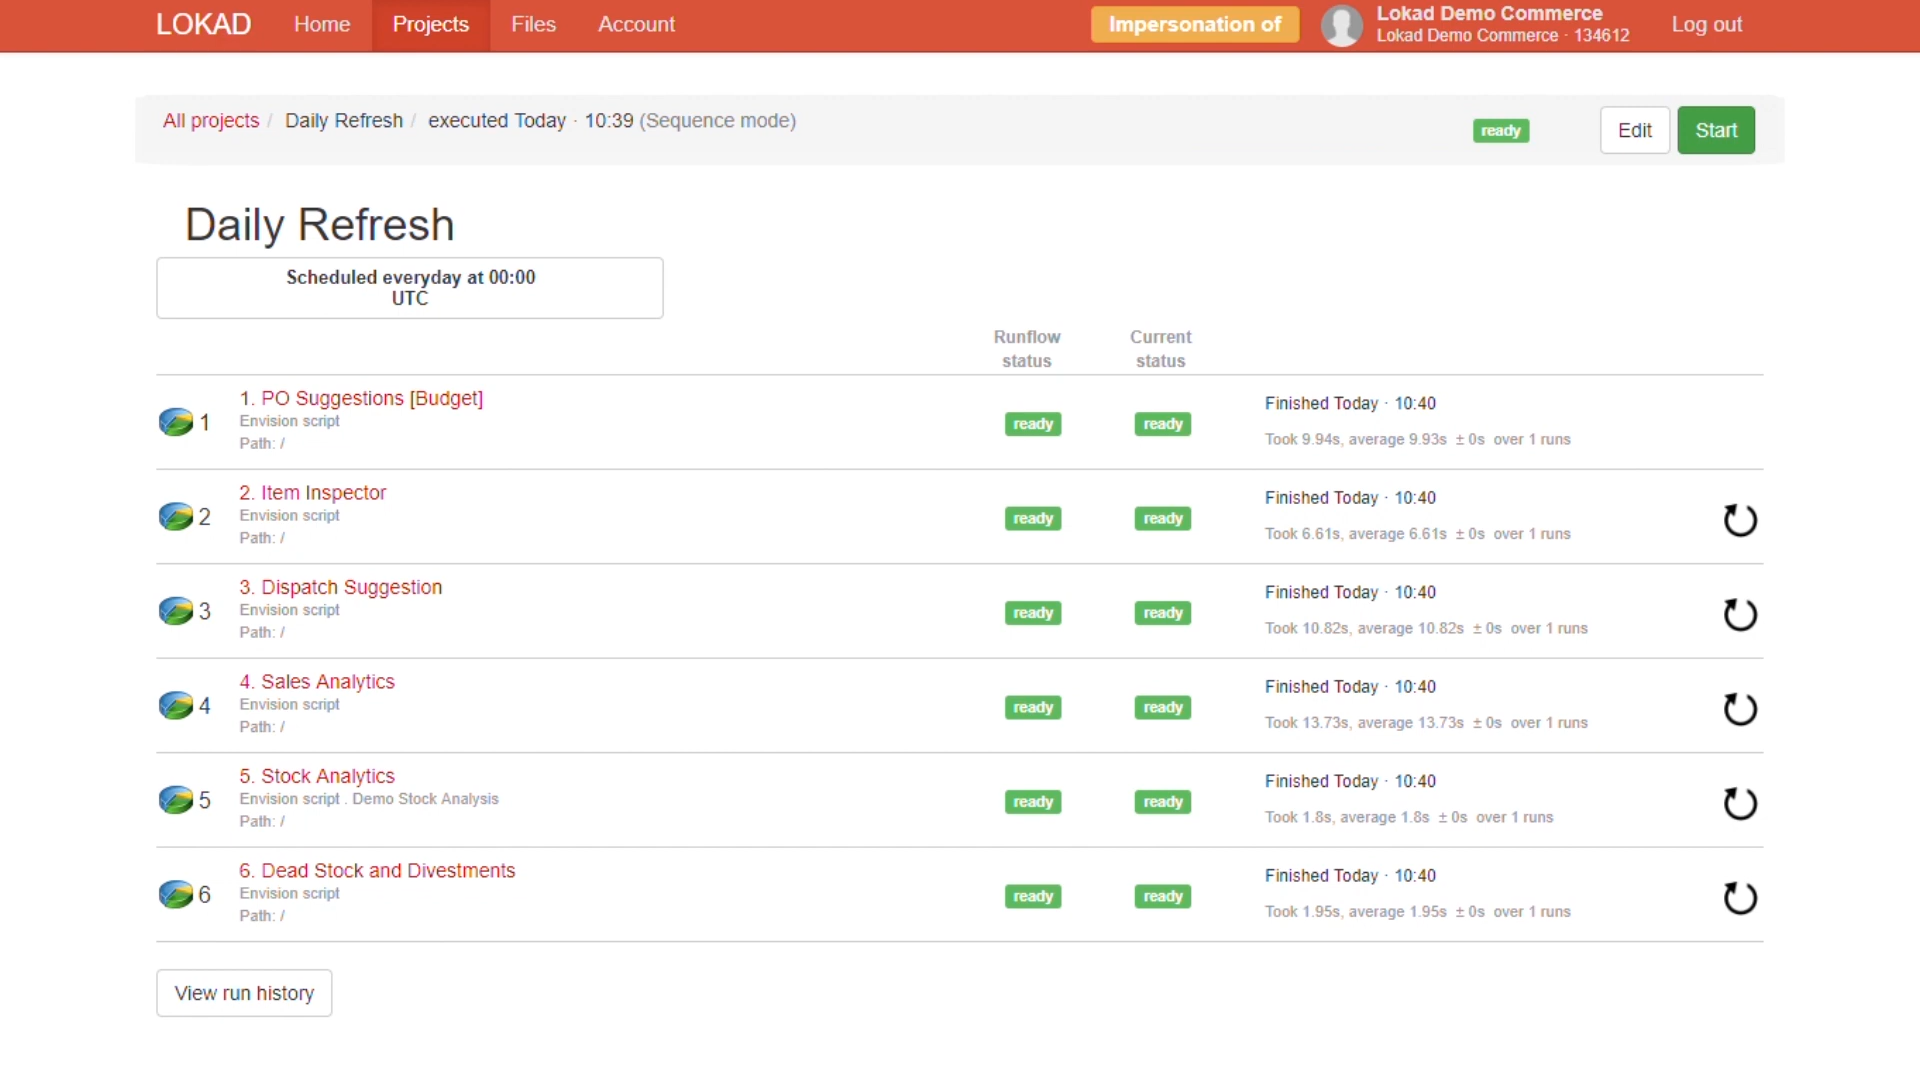 LOKAD Home Projects Files Account Impersonation of Lokad Demo Commerce Log out
Lokad Demo Commerce · 134612
All projects / Daily Refresh / executed Today · 10:39 (Sequence mode) ready Edit Start
Daily Refresh
Scheduled everyday at 00:00
UTC
Runflow status
Current status
1
1. PO Suggestions [Budget]
Envision script
Path: /
ready
ready
Finished Today · 10:40
Took 9.94s, average 9.93s ± 0s over 1 runs
2
2. Item Inspector
Envision script
Path: /
ready
ready
Finished Today · 10:40
Took 6.61s, average 6.61s ± 0s over 1 runs
3
3. Dispatch Suggestion
Envision script
Path: /
ready
ready
Finished Today · 10:40
Took 10.82s, average 10.82s ± 0s over 1 runs
4
4. Sales Analytics
Envision script
Path: /
ready
ready
Finished Today · 10:40
Took 13.73s, average 13.73s ± 0s over 1 runs
5
5. Stock Analytics
Envision script . Demo Stock Analysis
Path: /
ready
ready
Finished Today · 10:40
Took 1.8s, average 1.8s ± 0s over 1 runs
6
6. Dead Stock and Divestments
Envision script
Path: /
ready
ready
Finished Today · 10:40
Took 1.95s, average 1.95s ± 0s over 1 runs
View run history